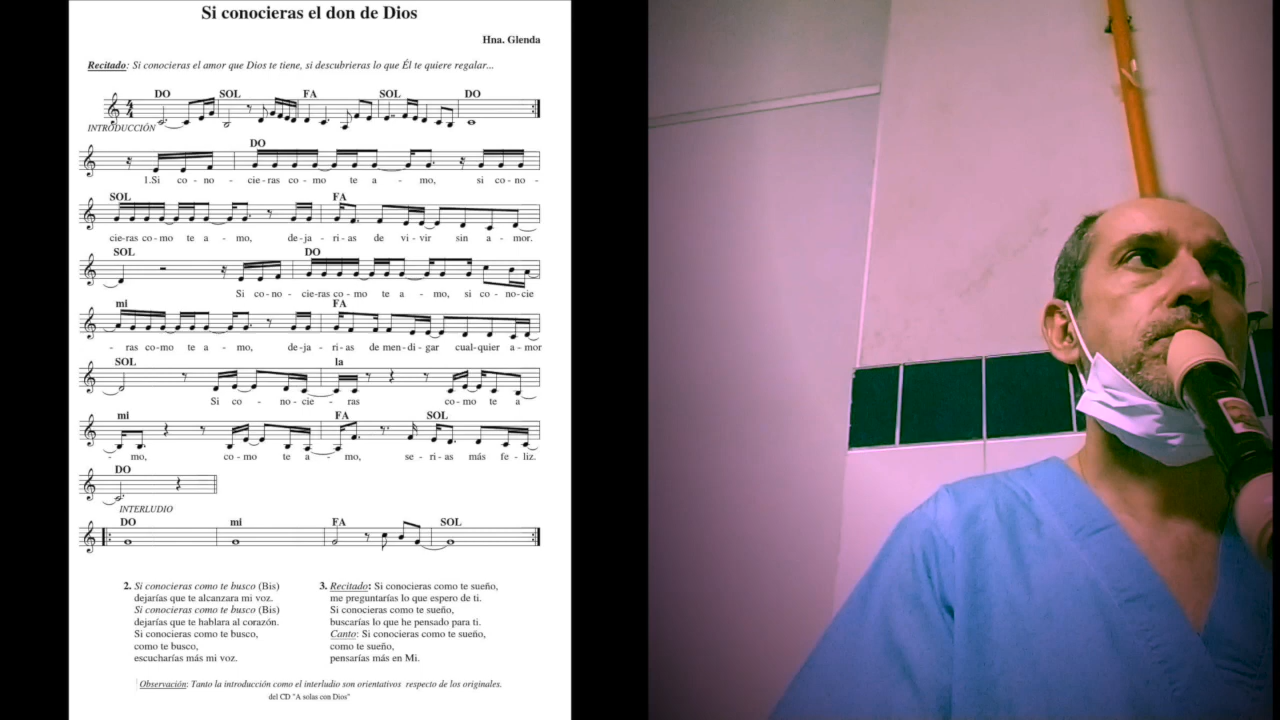 Si conocieras el don de Dios
Hna. Glenda
Recitado: Si conocieras el amor que Dios te tiene, si descubrieras lo que Él te quiere regalar...
DO SOL FA SOL DO
INTRODUCCIÓN
DO
1.Si co - no - cie - ras co - mo te a - mo, si co - no -
SOL FA
cie-ras co - mo te a - mo, de - ja - ri - as de vi - vir sin a - mor.
SOL DO
Si co - no - cie-ras co - mo te a - mo, si co - no-cie
mi FA
- ras co-mo te a - mo, de - ja - ri - as de men - di - gar cual-quier a - mor
SOL la
Si co - no - cie - ras co - mo te a
mi FA SOL
- mo, co - mo te a - mo, se - ri - as más fe - liz.
DO
INTERLUDIO
DO mi FA SOL
2. Si conocieras como te busco (Bis)
dejarías que te alcanzara mi voz.
Si conocieras como te busco (Bis)
dejarías que te hablara al corazón.
Si conocieras como te busco,
como te busco,
escucharías más mi voz.
3. Recitado: Si conocieras como te sueño,
me preguntarías lo que espero de ti.
Si conocieras como te sueño,
buscarías lo que he pensado para ti.
Canto: Si conocieras como te sueño,
como te sueño,
pensarías más en Mi.
Observación: Tanto la introducción como el interludio son orientativos respecto de los originales.
del CD "A solas con Dios"